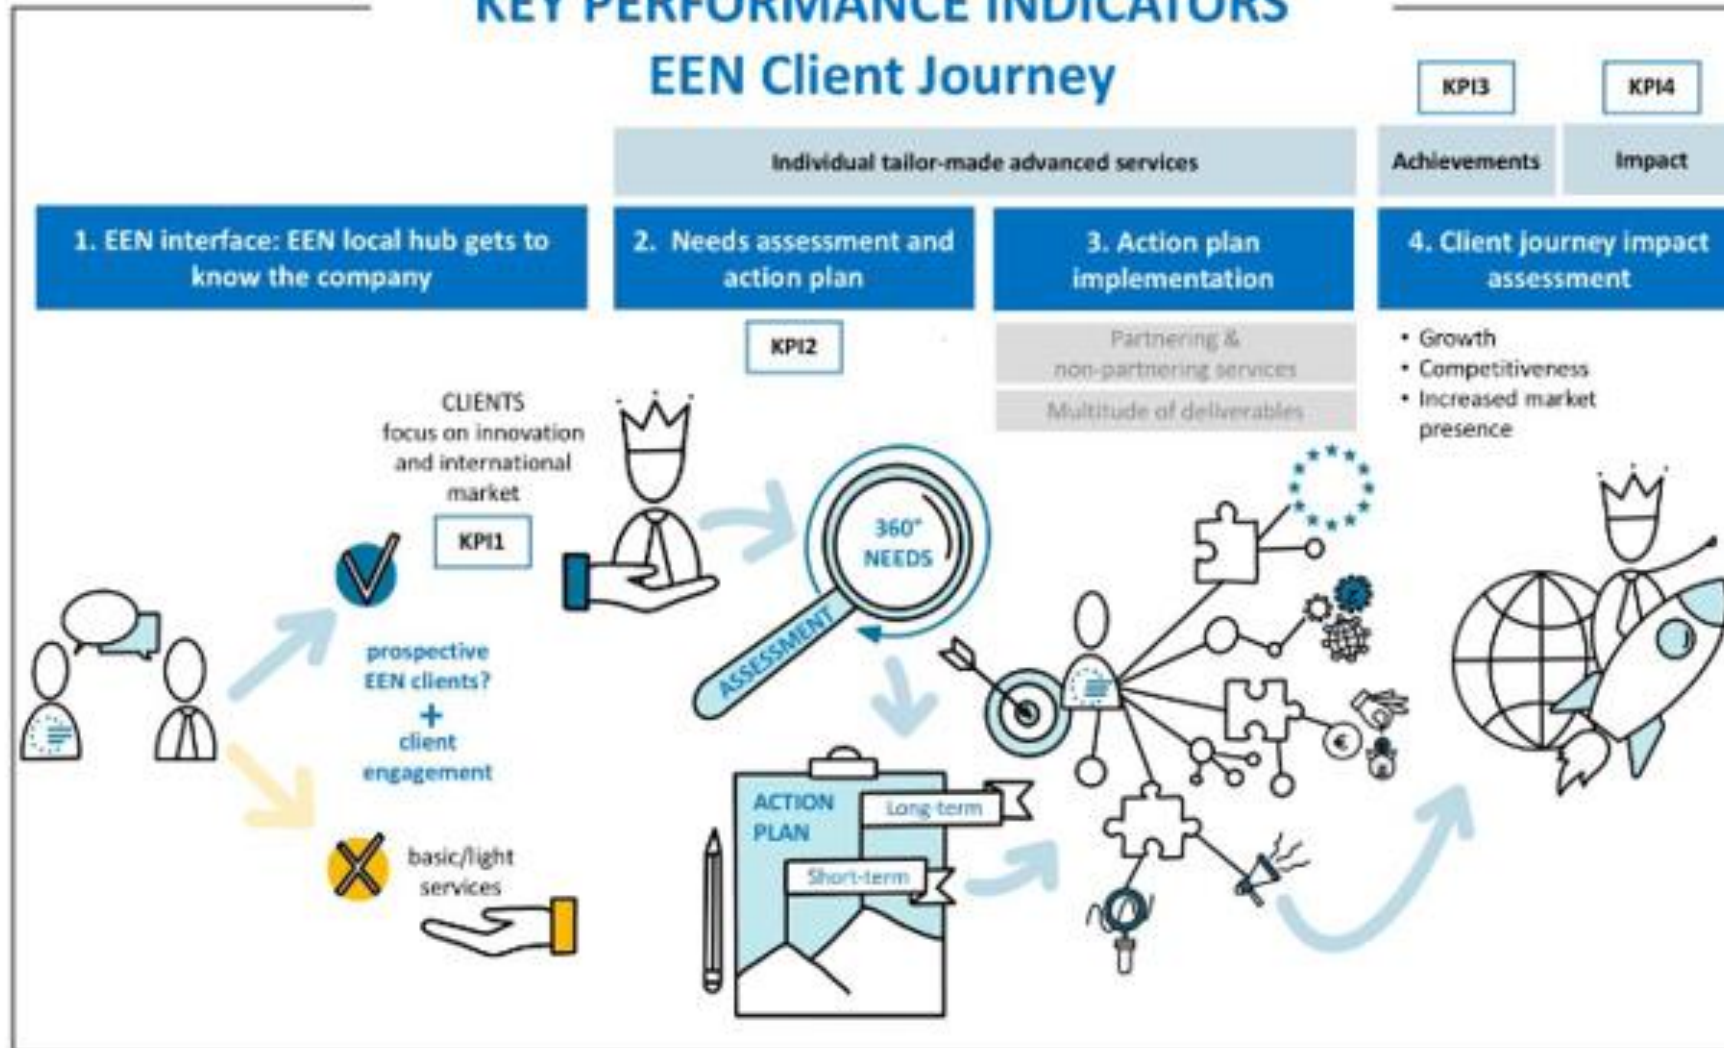 KEY PERFORMANCE INDICATORS
EEN Client Journey
KPI3
KPI4
Individual tailor-made advanced services
Achievements
Impact
1. EEN interface: EEN local hub gets to
know the company
2. Needs assessment and
action plan
3. Action plan
implementation
4. Client journey impact
assessment
KPI2
Partnering &
non-partnering services
Multitude of deliverables
• Growth
• Competitiveness
• Increased market
presence
CLIENTS
focus on innovation
and international
market
KPI1
360°
NEEDS
ASSESSMENT
prospective
EEN clients?
+
client
engagement
basic/light
services
ACTION
PLAN
Long-term
Short-term
€